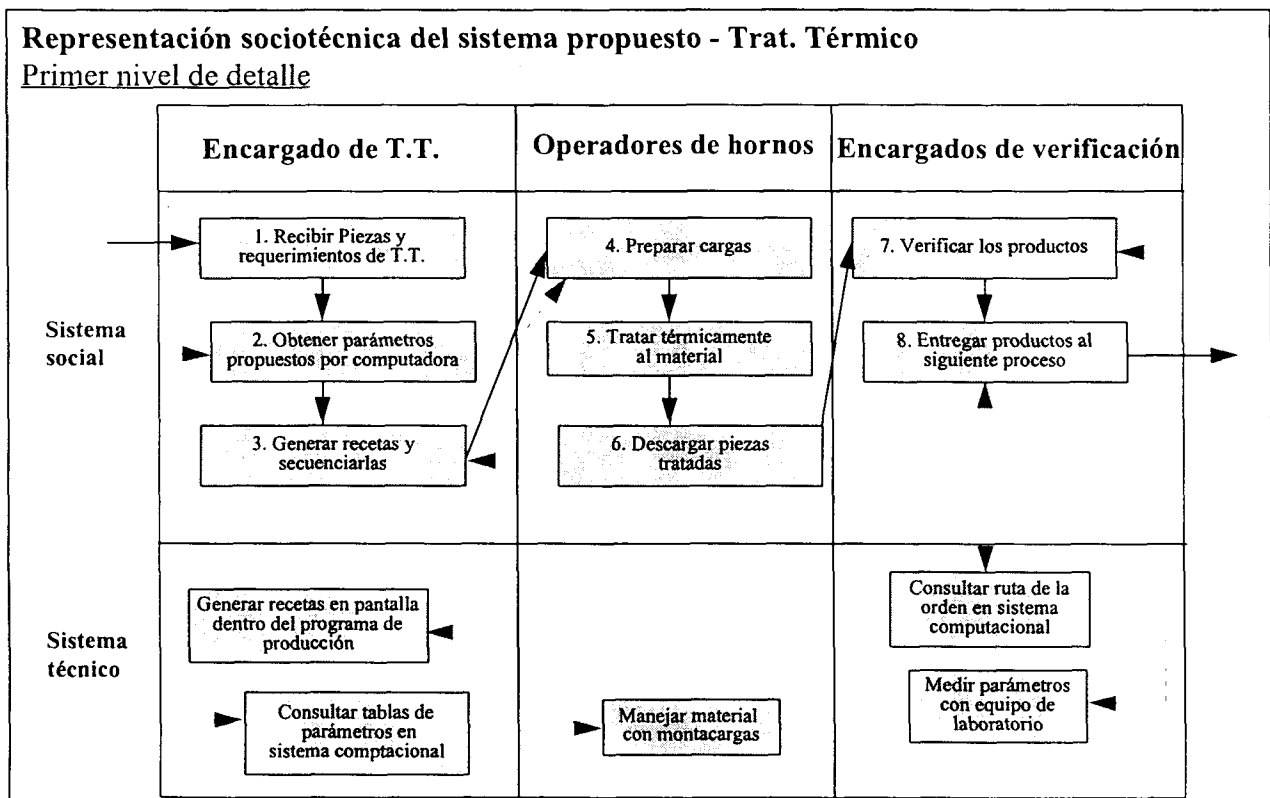 Representación sociotécnica del sistema propuesto - Trat. Térmico
Primer nivel de detalle
Encargado de T.T.
Operadores de hornos
Encargados de verificación
Sistema
social
1. Recibir Piezas y
requerimientos de T.T.
2. Obtener parámetros
propuestos por computadora
3. Generar recetas y
secuenciarlas
4. Preparar cargas
5. Tratar térmicamente
al material
6. Descargar piezas
tratadas
7. Verificar los productos
8. Entregar productos al
siguiente proceso
Sistema
técnico
Generar recetas en pantalla
dentro del programa de
producción
Consultar tablas de
parámetros en
sistema comptacional
Manejar material
con montacargas
Consultar ruta de la
orden en sistema
computacional
Medir parámetros
con equipo de
laboratorio